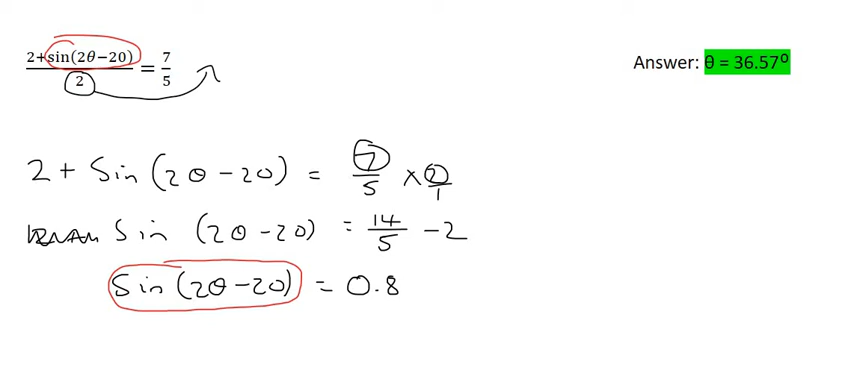 2+sin(2θ−20)
2
= 7/5
Answer: θ = 36.57º
2 + Sin (2θ − 20) = 7/5 × 2/1
Sin (2θ − 20) = 14/5 − 2
Sin (2θ − 20) = 0.8